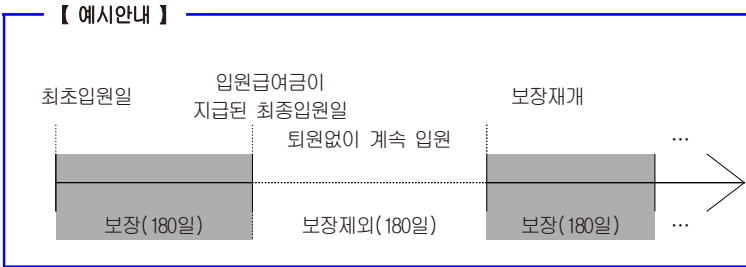 【 예시안내 】
최초입원일
입원급여금이
지급된 최종입원일
보장재개
퇴원없이 계속 입원
…
보장(180일)
보장제외(180일)
보장(180일)
…